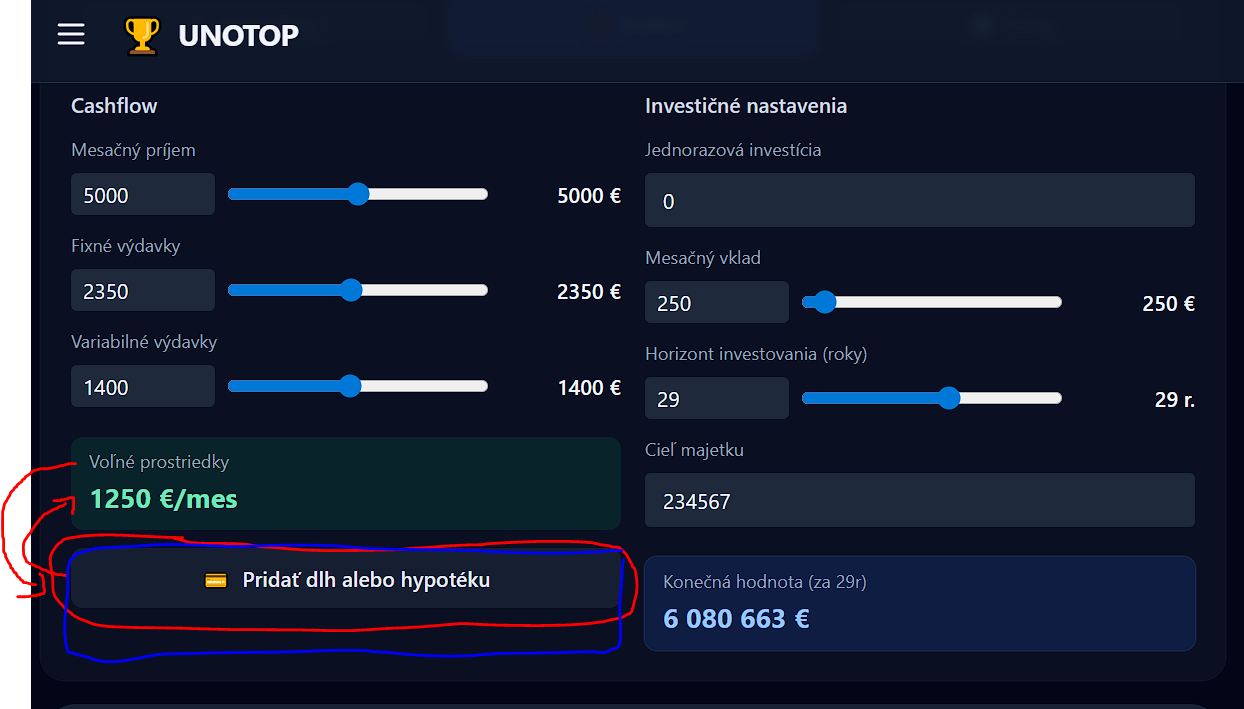 UNOTOP
Cashflow
Mesačný príjem
5000
5000 €
Fixné výdavky
2350
2350 €
Variabilné výdavky
1400
1400 €
Voľné prostriedky
1250 €/mes
Pridať dlh alebo hypotéku
Investičné nastavenia
Jednorazová investícia
0
Mesačný vklad
250
250 €
Horizont investovania (roky)
29
29 r.
Cieľ majetku
234567
Konečná hodnota (za 29r)
6 080 663 €